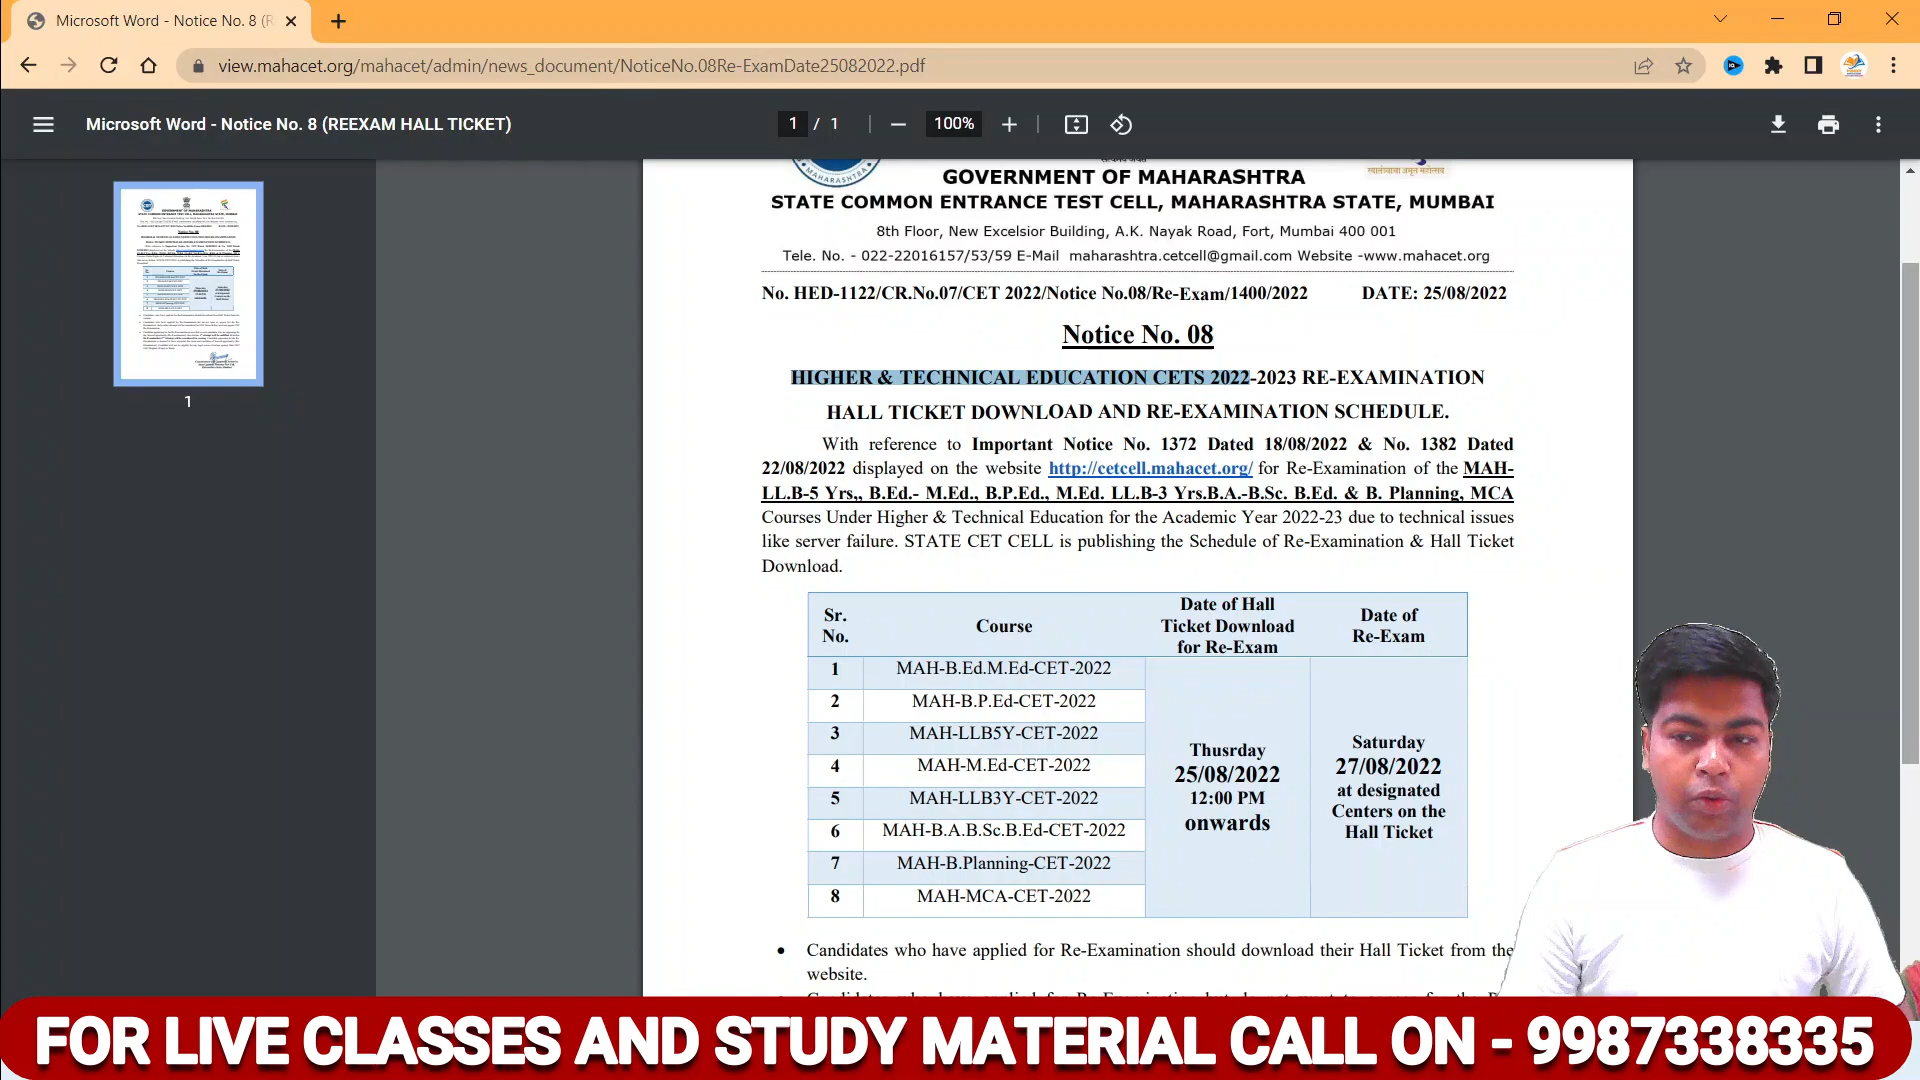 Microsoft Word - Notice No. 8 (R
view.mahacet.org/mahacet/admin/news_document/NoticeNo.08Re-ExamDate25082022.pdf
Microsoft Word - Notice No. 8 (REEXAM HALL TICKET)
1 / 1
100%
1
MAHARASHTRA
GOVERNMENT OF MAHARASHTRA
STATE COMMON ENTRANCE TEST CELL, MAHARASHTRA STATE, MUMBAI
8th Floor, New Excelsior Building, A.K. Nayak Road, Fort, Mumbai 400 001
Tele. No. - 022-22016157/53/59 E-Mail maharashtra.cetcell@gmail.com Website -www.mahacet.org
No. HED-1122/CR.No.07/CET 2022/Notice No.08/Re-Exam/1400/2022 DATE: 25/08/2022
Notice No. 08
HIGHER & TECHNICAL EDUCATION CETS 2022-2023 RE-EXAMINATION
HALL TICKET DOWNLOAD AND RE-EXAMINATION SCHEDULE.
With reference to Important Notice No. 1372 Dated 18/08/2022 & No. 1382 Dated
22/08/2022 displayed on the website http://cetcell.mahacet.org/ for Re-Examination of the MAH-
LL.B-5 Yrs,, B.Ed.- M.Ed., B.P.Ed., M.Ed. LL.B-3 Yrs.B.A.-B.Sc. B.Ed. & B. Planning, MCA
Courses Under Higher & Technical Education for the Academic Year 2022-23 due to technical issues
like server failure. STATE CET CELL is publishing the Schedule of Re-Examination & Hall Ticket
Download.
Sr. No. Course Date of Hall Ticket Download for Re-Exam Date of Re-Exam
1 MAH-B.Ed.M.Ed-CET-2022
2 MAH-B.P.Ed-CET-2022
3 MAH-LLB5Y-CET-2022
4 MAH-M.Ed-CET-2022
5 MAH-LLB3Y-CET-2022
6 MAH-B.A.B.Sc.B.Ed-CET-2022
7 MAH-B.Planning-CET-2022
8 MAH-MCA-CET-2022
Thusrday
25/08/2022
12:00 PM
onwards
Saturday
27/08/2022
at designated
Centers on the
Hall Ticket
• Candidates who have applied for Re-Examination should download their Hall Ticket from the
website.
FOR LIVE CLASSES AND STUDY MATERIAL CALL ON - 9987338335